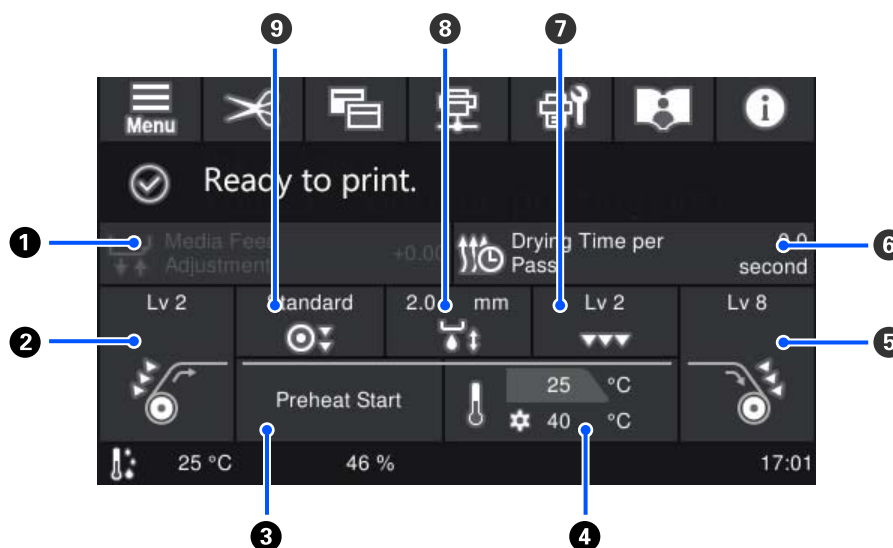 9 8 7
Menu
Ready to print.
1
Media Feed
Adjustment
+0.00
Drying Time per
Pass
0.0
second
6
Lv 2
Standard
2.0 mm
Lv 2
Lv 8
2
5
Preheat Start
25 °C
40 °C
25 °C
46 %
17:01
3 4